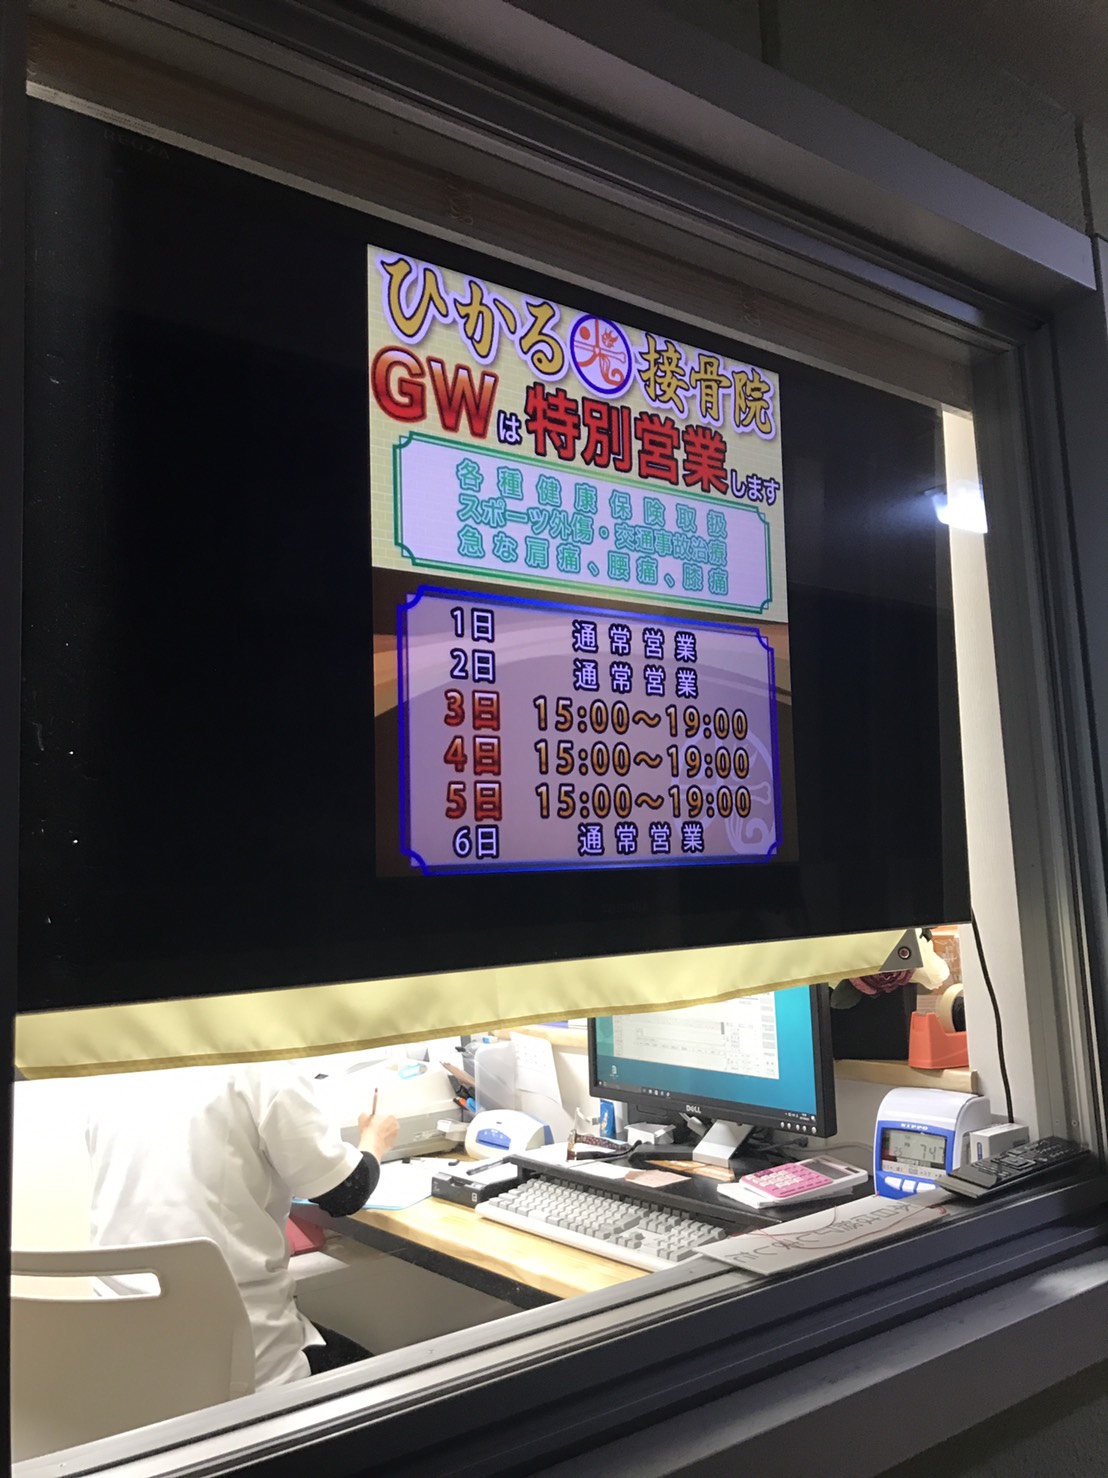 REGZA
ひかる 光 接骨院
GWは特別営業します
各種健康保険取扱
スポーツ外傷・交通事故治療
急な肩痛、腰痛、膝痛
1日 通常営業
2日 通常営業
3日 15:00〜19:00
4日 15:00〜19:00
5日 15:00〜19:00
6日 通常営業
DELL
NIPPO